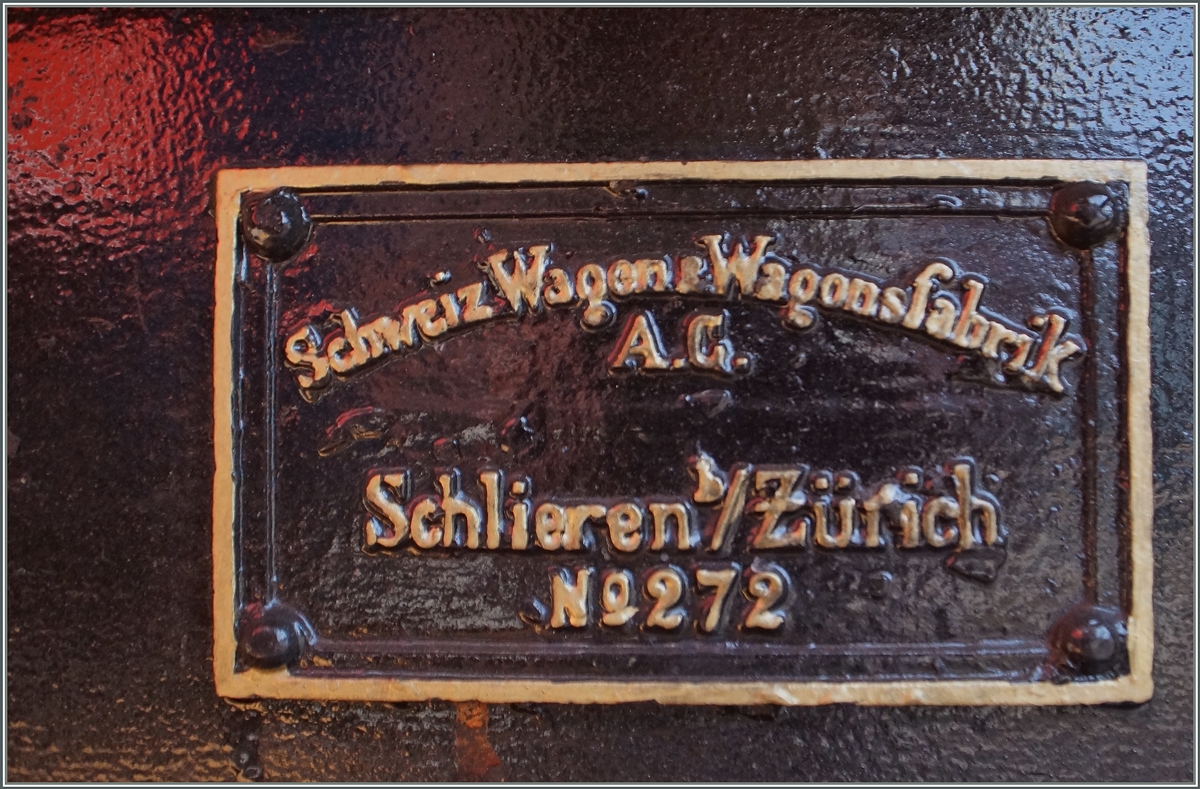 Schweiz Wagen & Wagonsfabrik
A.G.
Schlieren b/Zürich
No 272